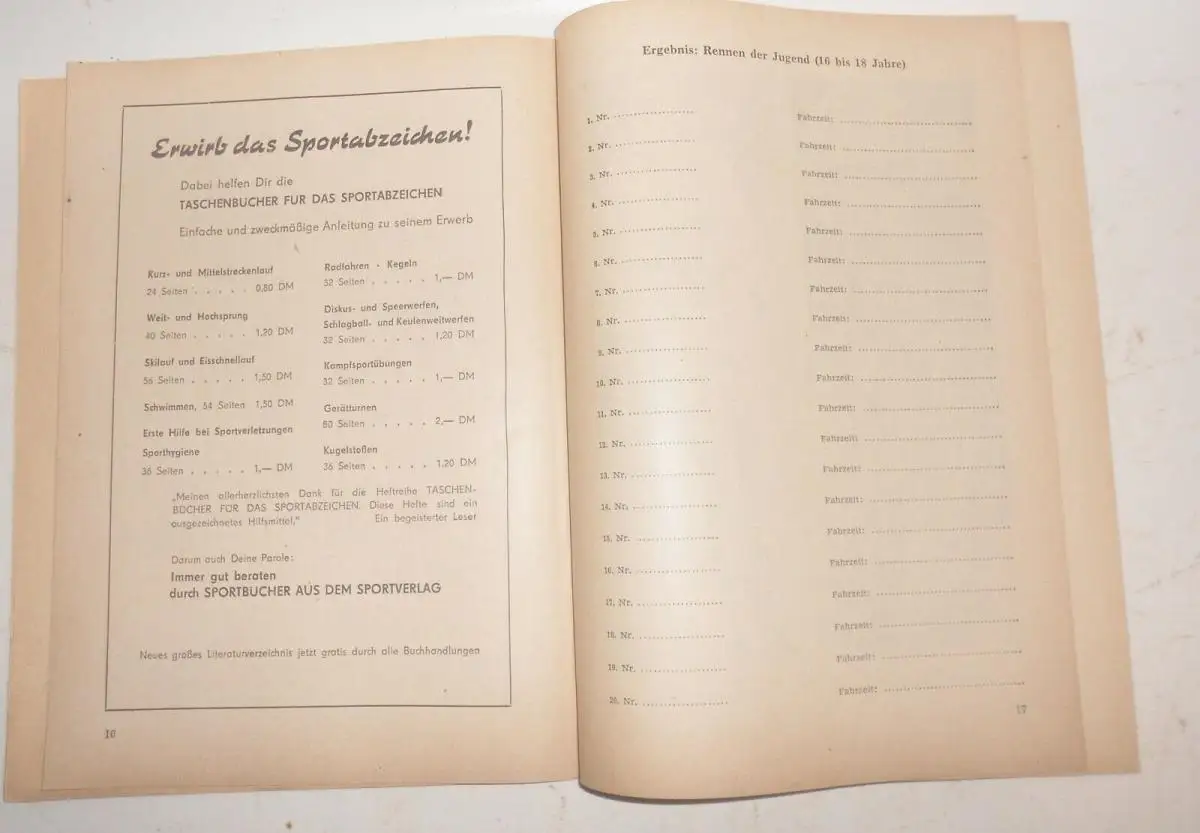 Erwirb das Sportabzeichen!
Dabei helfen Dir die
TASCHENBUCHER FUR DAS SPORTABZEICHEN
Einfache und zweckmäßige Anleitung zu seinem Erwerb
Kurz- und Mittelstreckenlauf
24 Seiten . . . . . 0,80 DM
Weit- und Hochsprung
40 Seiten . . . . . 1,20 DM
Skilauf und Eisschnellauf
56 Seiten . . . . . 1,50 DM
Schwimmen, 54 Seiten 1,50 DM
Erste Hilfe bei Sportverletzungen
Sporthygiene
36 Seiten . . . . . 1,— DM
Radfahren · Kegeln
32 Seiten . . . . . 1,— DM
Diskus- und Speerwerfen,
Schlagball- und Keulenweitwerfen
32 Seiten . . . . . 1,20 DM
Kampfsportübungen
32 Seiten . . . . . 1,— DM
Gerätturnen
80 Seiten . . . . . 2,— DM
Kugelstoßen
36 Seiten . . . . . 1,20 DM
„Meinen allerherzlichsten Dank für die Heftreihe TASCHEN-
BUCHER FUR DAS SPORTABZEICHEN. Diese Hefte sind ein
ausgezeichnetes Hilfsmittel," Ein begeisterter Leser
Darum auch Deine Parole:
Immer gut beraten
durch SPORTBUCHER AUS DEM SPORTVERLAG
Neues großes Literaturverzeichnis jetzt gratis durch alle Buchhandlungen
16
Ergebnis: Rennen der Jugend (16 bis 18 Jahre)
1. Nr. .................... Fahrzeit: ..............................
2. Nr. .................... Fahrzeit: ..............................
3. Nr. .................... Fahrzeit: ..............................
4. Nr. .................... Fahrzeit: ..............................
5. Nr. .................... Fahrzeit: ..............................
6. Nr. .................... Fahrzeit: ..............................
7. Nr. .................... Fahrzeit: ..............................
8. Nr. .................... Fahrzeit: ..............................
9. Nr. .................... Fahrzeit: ..............................
10. Nr. .................... Fahrzeit: ..............................
11. Nr. .................... Fahrzeit: ..............................
12. Nr. .................... Fahrzeit: ..............................
13. Nr. .................... Fahrzeit: ..............................
14. Nr. .................... Fahrzeit: ..............................
15. Nr. .................... Fahrzeit: ..............................
16. Nr. .................... Fahrzeit: ..............................
17. Nr. .................... Fahrzeit: ..............................
18. Nr. .................... Fahrzeit: ..............................
19. Nr. .................... Fahrzeit: ..............................
20. Nr. .................... Fahrzeit: ..............................
17